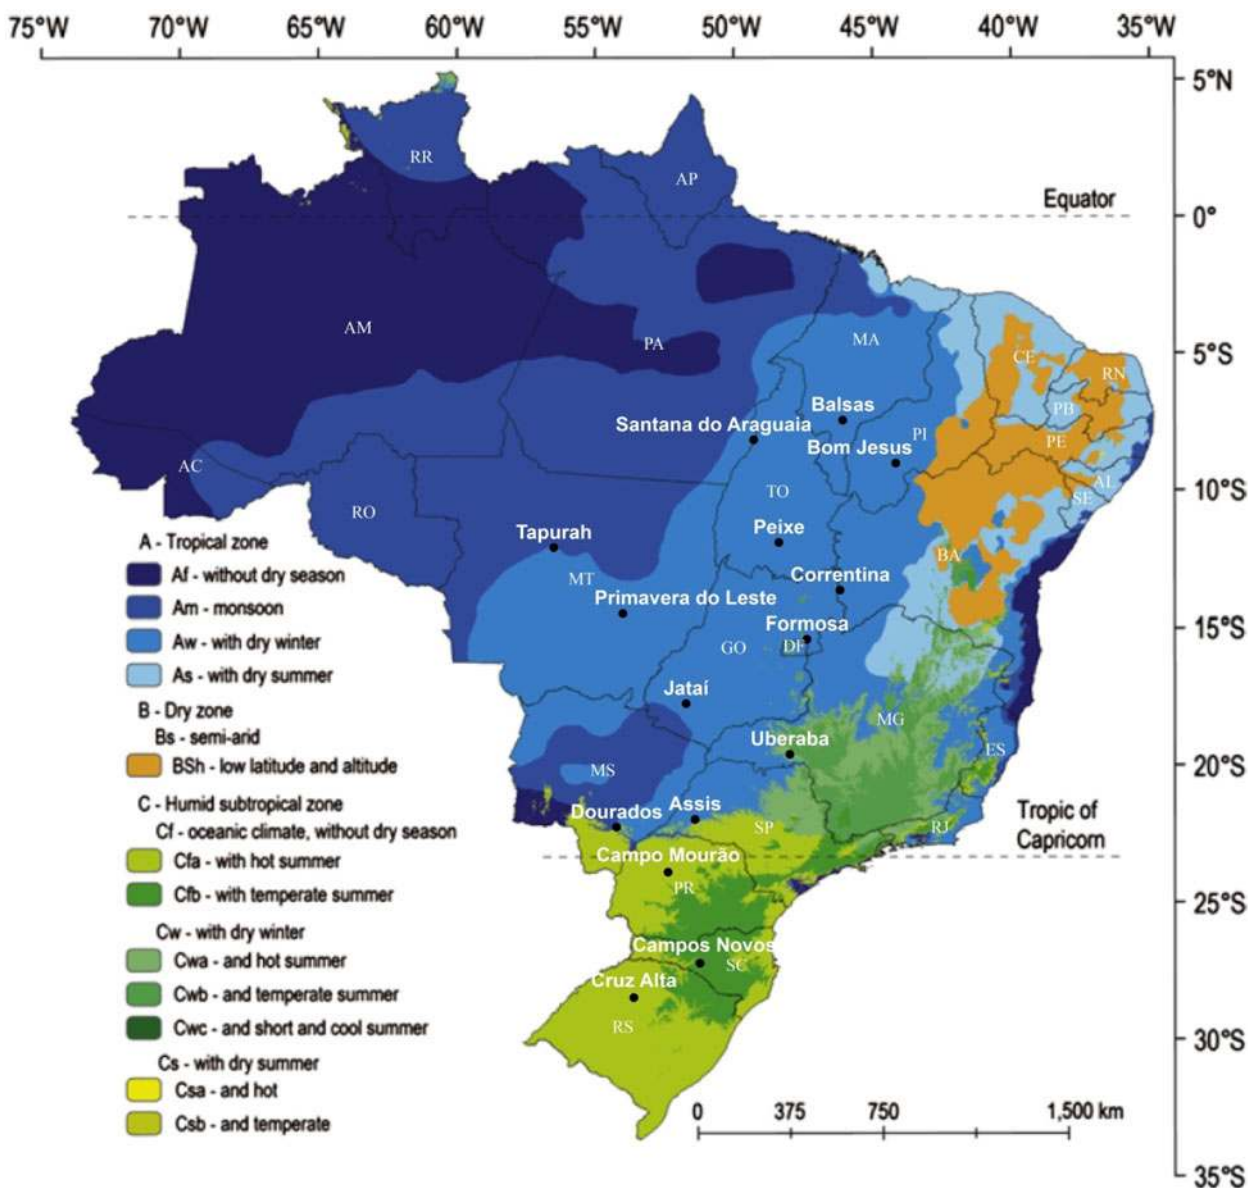 75°W 70°W 65°W 60°W 55°W 50°W 45°W 40°W 35°W
5°N
RR
AP
Equator
0°
AM
PA
MA
CE
5°S
RN
PB
Balsas
Santana do Araguaia
PI
PE
Bom Jesus
AC
TO
AL
10°S
SE
RO
Peixe
Tapurah
BA
MT
Correntina
Primavera do Leste
Formosa
15°S
GO
DF
Jataí
MG
Uberaba
ES
20°S
MS
Dourados
Assis
SP
RJ
Tropic of
Capricorn
Campo Mourão
PR
25°S
Campos Novos
SC
Cruz Alta
RS
30°S
35°S
A - Tropical zone
Af - without dry season
Am - monsoon
Aw - with dry winter
As - with dry summer
B - Dry zone
Bs - semi-arid
BSh - low latitude and altitude
C - Humid subtropical zone
Cf - oceanic climate, without dry season
Cfa - with hot summer
Cfb - with temperate summer
Cw - with dry winter
Cwa - and hot summer
Cwb - and temperate summer
Cwc - and short and cool summer
Cs - with dry summer
Csa - and hot
Csb - and temperate
0 375 750 1,500 km